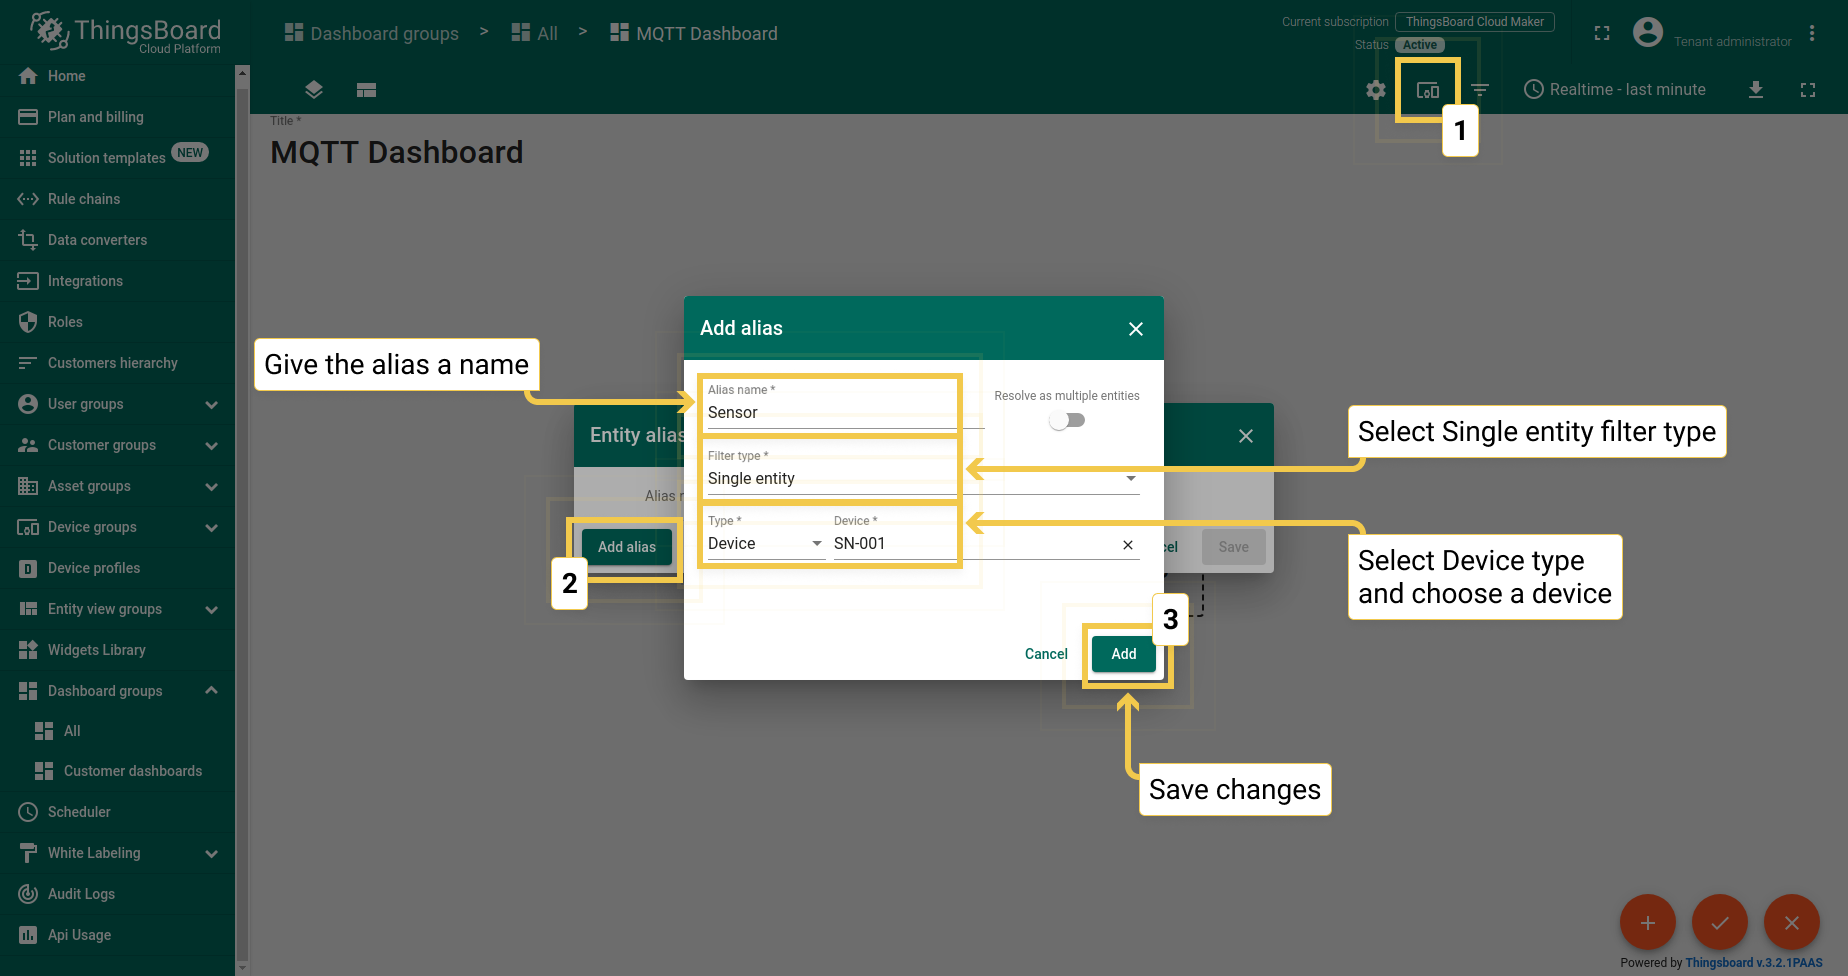 ThingsBoard
Cloud Platform
Dashboard groups > All > MQTT Dashboard
Current subscription ThingsBoard Cloud Maker
Status Active
Tenant administrator
Realtime - last minute
1
Home
Plan and billing
Solution templates NEW
Rule chains
Data converters
Integrations
Roles
Customers hierarchy
User groups
Customer groups
Asset groups
Device groups
Device profiles
Entity view groups
Widgets Library
Dashboard groups
All
Customer dashboards
Scheduler
White Labeling
Audit Logs
Api Usage
Title *
MQTT Dashboard
Add alias
Give the alias a name
Alias name *
Sensor
Resolve as multiple entities
Entity alias
Select Single entity filter type
Filter type *
Single entity
Alias
Type *
Device
Device *
SN-001
Add alias
2
Save
Select Device type
and choose a device
3
Cancel
Add
Save changes
Powered by Thingsboard v.3.2.1PAAS